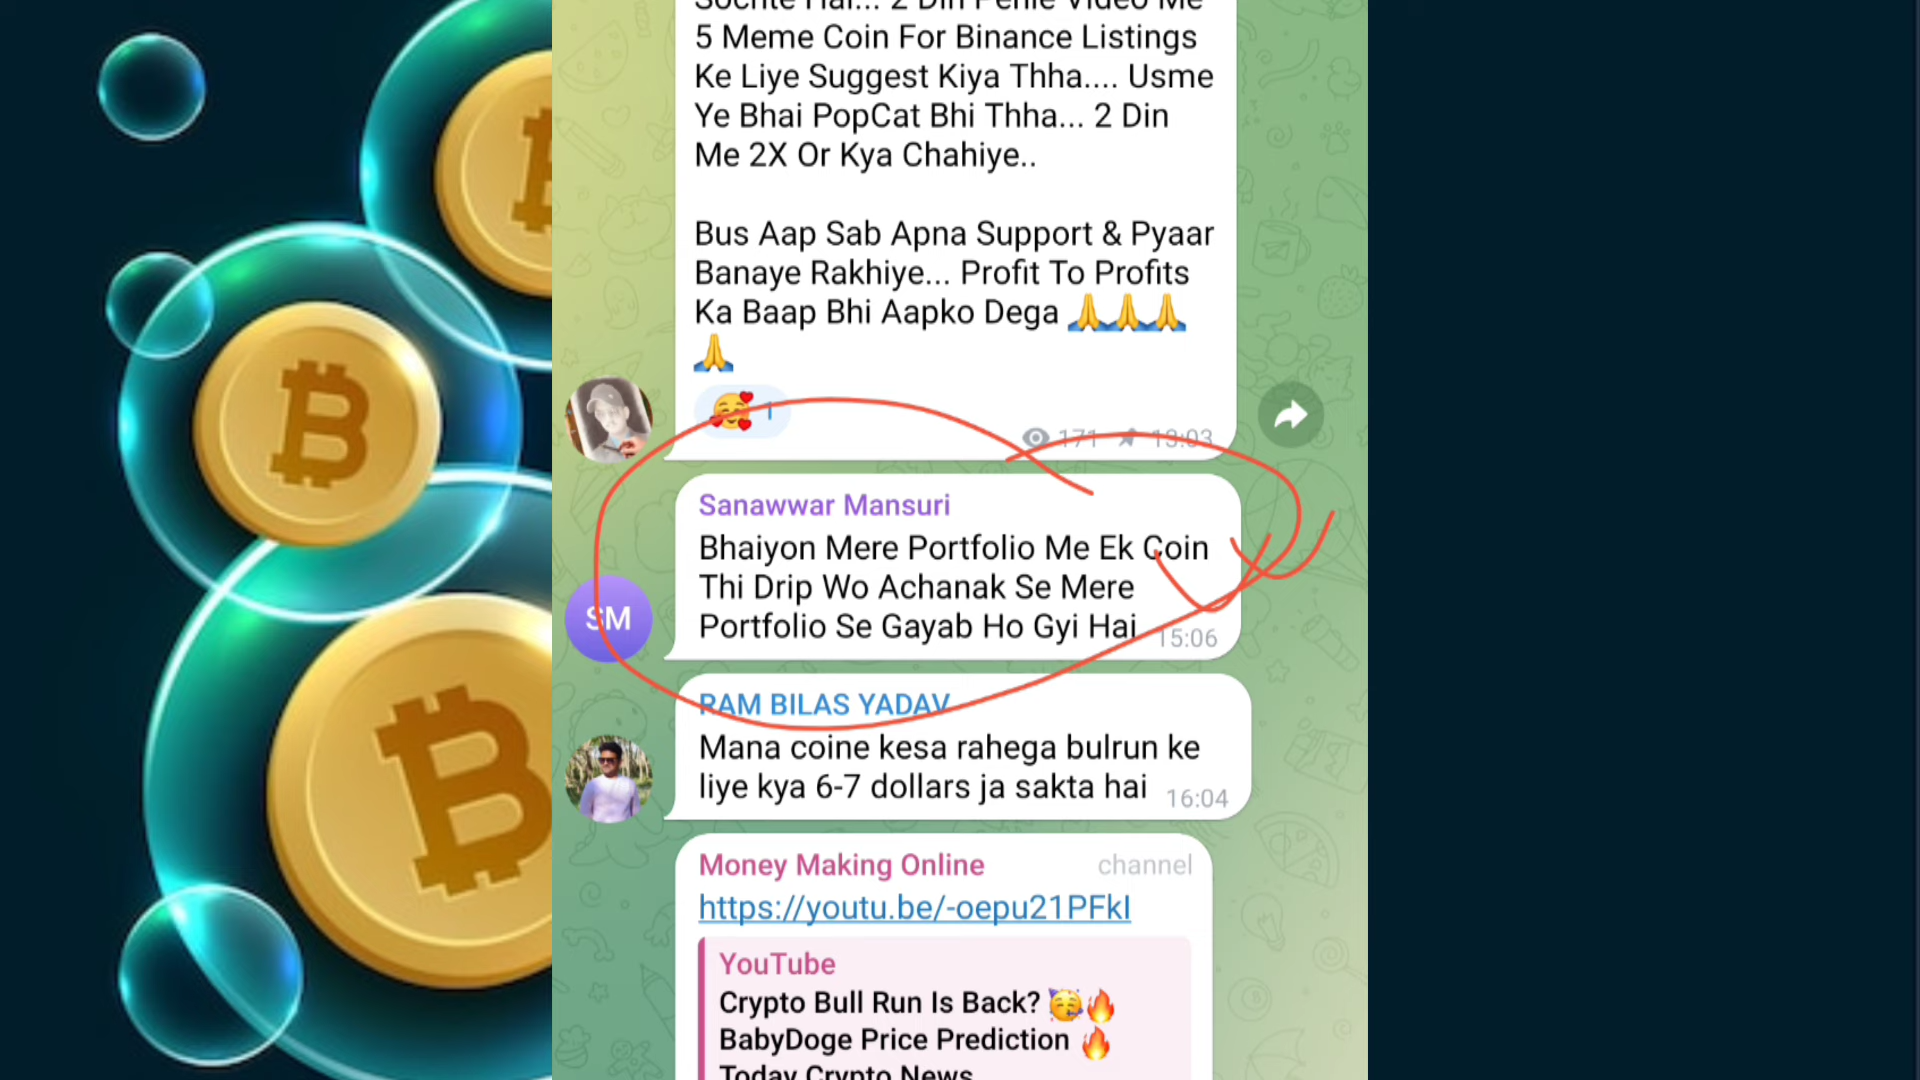 Sochte Hai... 2 Din Pehle Video Me
5 Meme Coin For Binance Listings
Ke Liye Suggest Kiya Thha.... Usme
Ye Bhai PopCat Bhi Thha... 2 Din
Me 2X Or Kya Chahiye..
Bus Aap Sab Apna Support & Pyaar
Banaye Rakhiye... Profit To Profits
Ka Baap Bhi Aapko Dega 🙏🙏🙏
🙏
🥰 1
171 13:03
Sanawwar Mansuri
Bhaiyon Mere Portfolio Me Ek Coin
Thi Drip Wo Achanak Se Mere
Portfolio Se Gayab Ho Gyi Hai
15:06
SM
RAM BILAS YADAV
Mana coine kesa rahega bulrun ke
liye kya 6-7 dollars ja sakta hai
16:04
Money Making Online channel
https://youtu.be/-oepu21PFkI
YouTube
Crypto Bull Run Is Back? 🥳🔥
BabyDoge Price Prediction 🔥
Today Crypto News